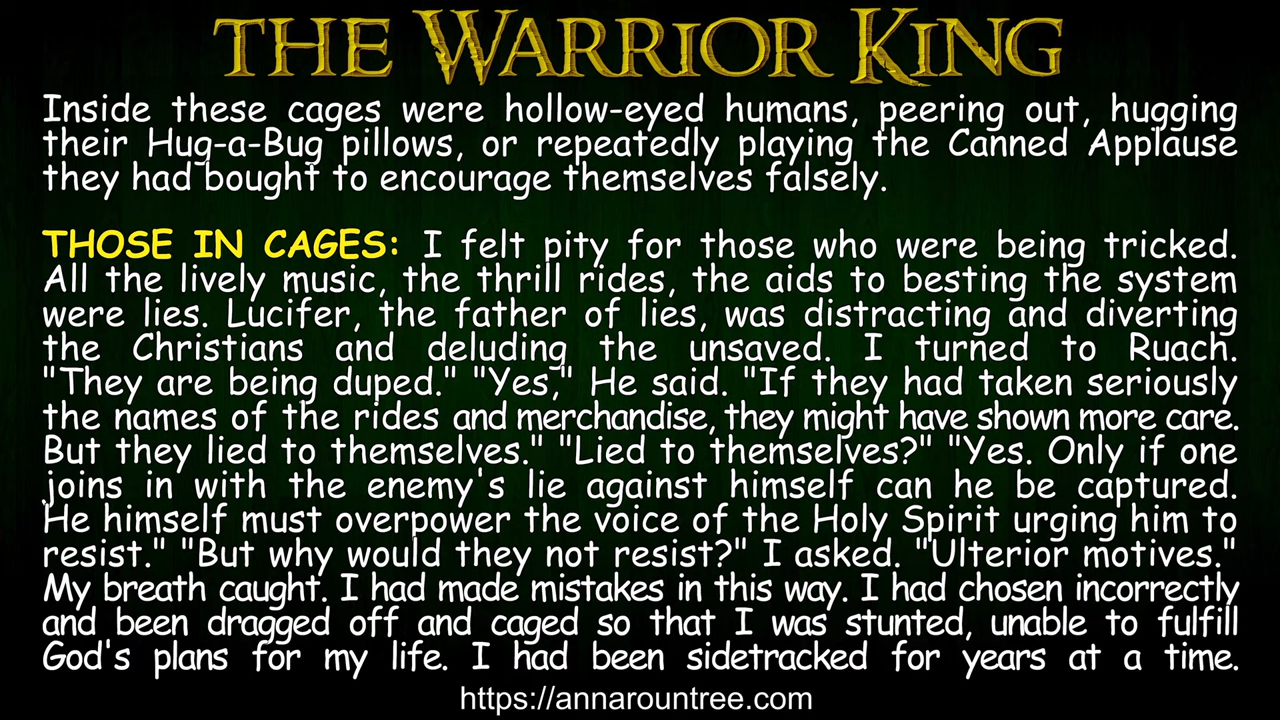 THE WARRIOR KING
Inside these cages were hollow-eyed humans, peering out, hugging
their Hug-a-Bug pillows, or repeatedly playing the Canned Applause
they had bought to encourage themselves falsely.
THOSE IN CAGES: I felt pity for those who were being tricked.
All the lively music, the thrill rides, the aids to besting the system
were lies. Lucifer, the father of lies, was distracting and diverting
the Christians and deluding the unsaved. I turned to Ruach.
"They are being duped." "Yes," He said. "If they had taken seriously
the names of the rides and merchandise, they might have shown more care.
But they lied to themselves." "Lied to themselves?" "Yes. Only if one
joins in with the enemy's lie against himself can he be captured.
He himself must overpower the voice of the Holy Spirit urging him to
resist." "But why would they not resist?" I asked. "Ulterior motives."
My breath caught. I had made mistakes in this way. I had chosen incorrectly
and been dragged off and caged so that I was stunted, unable to fulfill
God's plans for my life. I had been sidetracked for years at a time.
https://annarountree.com